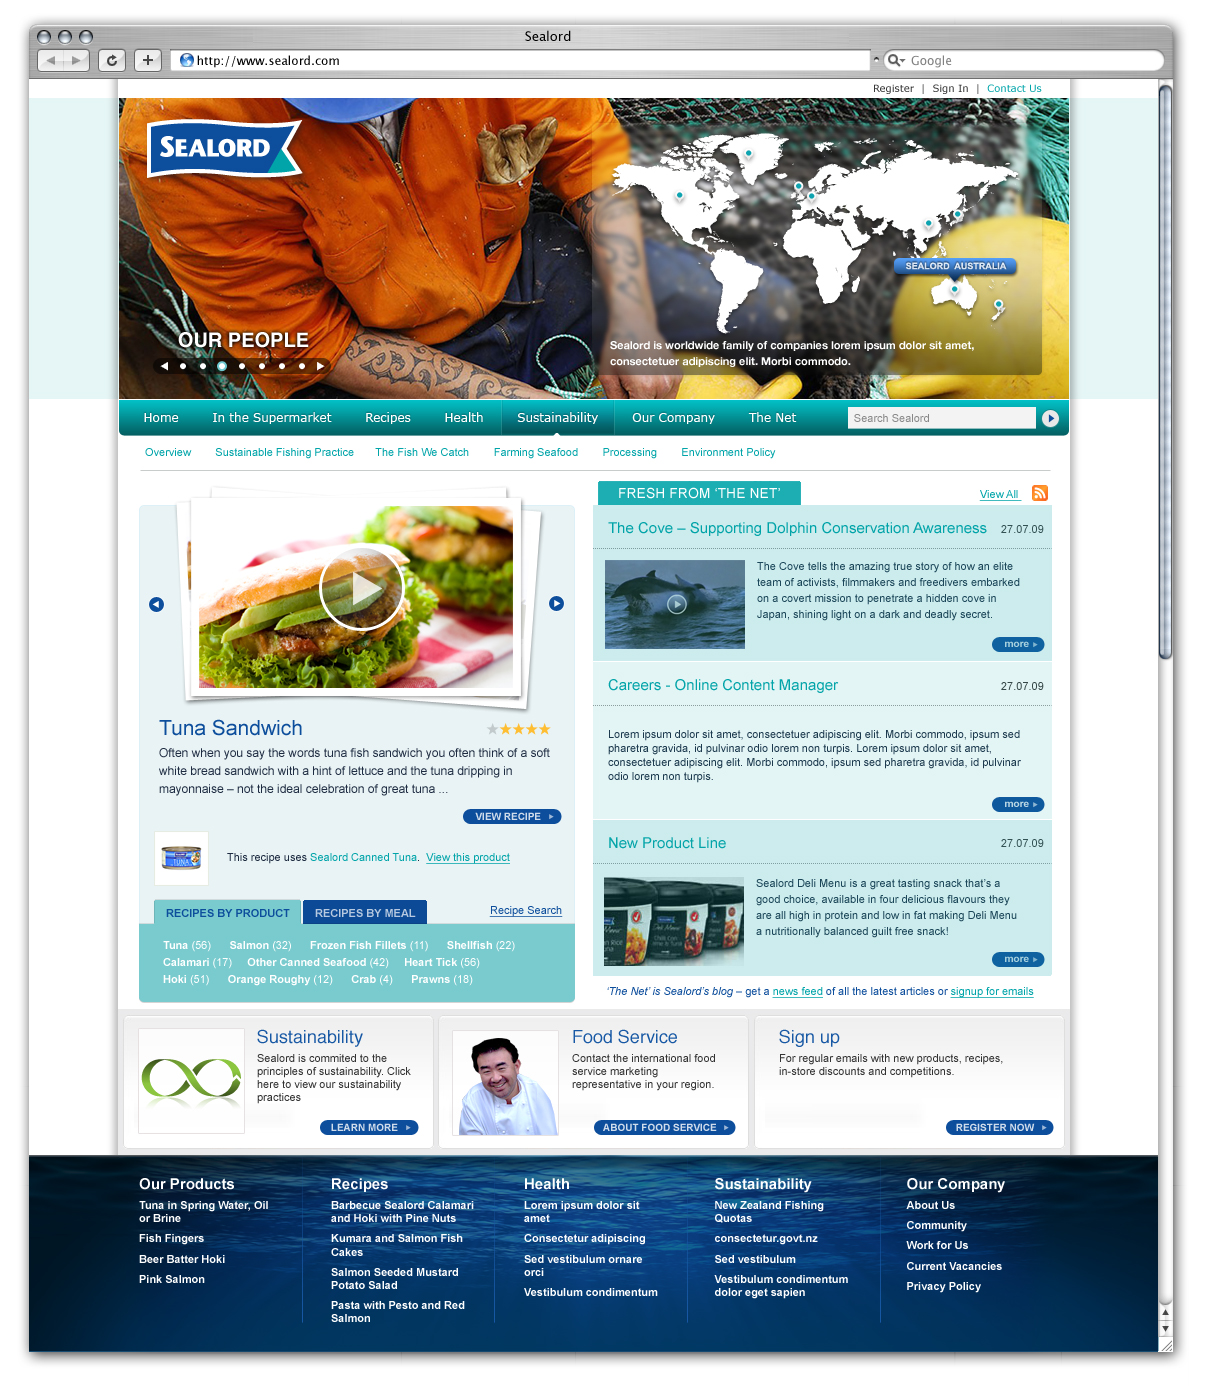 Sealord
http://www.sealord.com
Google
Register | Sign In | Contact Us
SEALORD
SEALORD AUSTRALIA
OUR PEOPLE
Sealord is worldwide family of companies lorem ipsum dolor sit amet,
consectetuer adipiscing elit. Morbi commodo.
Home In the Supermarket Recipes Health Sustainability Our Company The Net Search Sealord
Overview Sustainable Fishing Practice The Fish We Catch Farming Seafood Processing Environment Policy
Tuna Sandwich
Often when you say the words tuna fish sandwich you often think of a soft
white bread sandwich with a hint of lettuce and the tuna dripping in
mayonnaise – not the ideal celebration of great tuna ...
VIEW RECIPE
TUNA
This recipe uses Sealord Canned Tuna. View this product
RECIPES BY PRODUCT RECIPES BY MEAL Recipe Search
Tuna (56) Salmon (32) Frozen Fish Fillets (11) Shellfish (22)
Calamari (17) Other Canned Seafood (42) Heart Tick (56)
Hoki (51) Orange Roughy (12) Crab (4) Prawns (18)
FRESH FROM ‘THE NET’ View All
The Cove – Supporting Dolphin Conservation Awareness 27.07.09
The Cove tells the amazing true story of how an elite
team of activists, filmmakers and freedivers embarked
on a covert mission to penetrate a hidden cove in
Japan, shining light on a dark and deadly secret.
more
Careers - Online Content Manager 27.07.09
Lorem ipsum dolor sit amet, consectetuer adipiscing elit. Morbi commodo, ipsum sed
pharetra gravida, id pulvinar odio lorem non turpis. Lorem ipsum dolor sit amet,
consectetuer adipiscing elit. Morbi commodo, ipsum sed pharetra gravida, id pulvinar
odio lorem non turpis.
more
New Product Line 27.07.09
Sealord Deli Menu is a great tasting snack that’s a
good choice, available in four delicious flavours they
are all high in protein and low in fat making Deli Menu
a nutritionally balanced guilt free snack!
more
‘The Net’ is Sealord’s blog – get a news feed of all the latest articles or signup for emails
Sustainability
Sealord is commited to the
principles of sustainability. Click
here to view our sustainability
practices
LEARN MORE
Food Service
Contact the international food
service marketing
representative in your region.
ABOUT FOOD SERVICE
Sign up
For regular emails with new products, recipes,
in-store discounts and competitions.
REGISTER NOW
Our Products
Tuna in Spring Water, Oil
or Brine
Fish Fingers
Beer Batter Hoki
Pink Salmon
Recipes
Barbecue Sealord Calamari
and Hoki with Pine Nuts
Kumara and Salmon Fish
Cakes
Salmon Seeded Mustard
Potato Salad
Pasta with Pesto and Red
Salmon
Health
Lorem ipsum dolor sit
amet
Consectetur adipiscing
Sed vestibulum ornare
orci
Vestibulum condimentum
Sustainability
New Zealand Fishing
Quotas
consectetur.govt.nz
Sed vestibulum
Vestibulum condimentum
dolor eget sapien
Our Company
About Us
Community
Work for Us
Current Vacancies
Privacy Policy